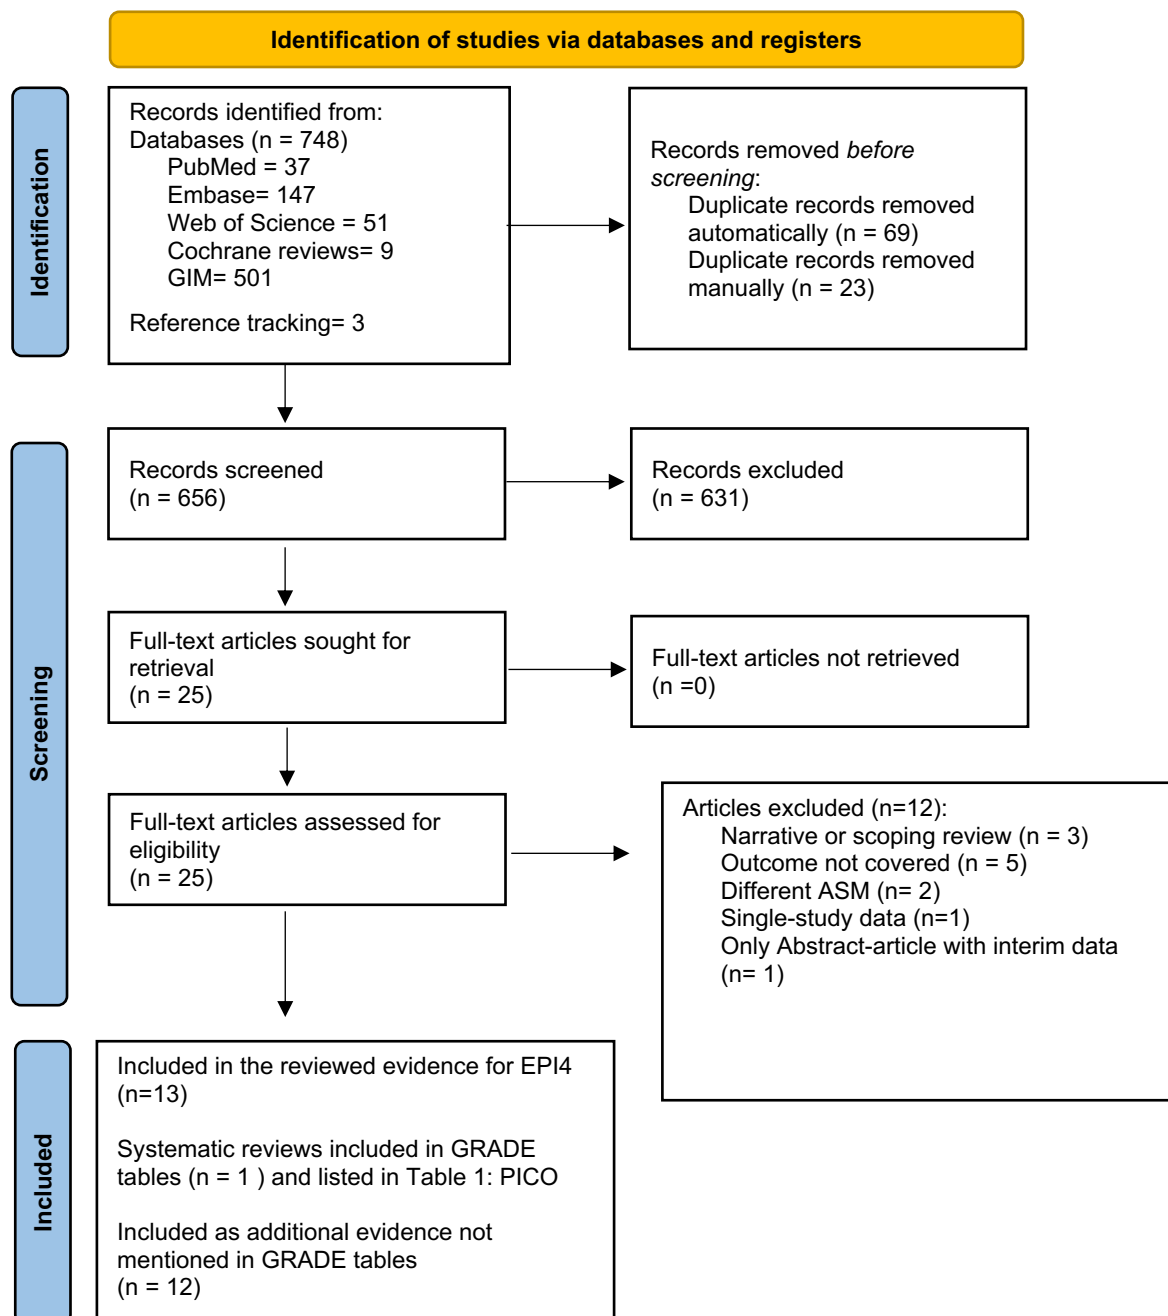 Identification of studies via databases and registers
Identification
Records identified from:
Databases (n = 748)
PubMed = 37
Embase= 147
Web of Science = 51
Cochrane reviews= 9
GIM= 501
Reference tracking= 3
Records removed before
screening:
Duplicate records removed
automatically (n = 69)
Duplicate records removed
manually (n = 23)
Screening
Records screened
(n = 656)
Records excluded
(n = 631)
Full-text articles sought for
retrieval
(n = 25)
Full-text articles not retrieved
(n =0)
Full-text articles assessed for
eligibility
(n = 25)
Articles excluded (n=12):
Narrative or scoping review (n = 3)
Outcome not covered (n = 5)
Different ASM (n= 2)
Single-study data (n=1)
Only Abstract-article with interim data
(n= 1)
Included
Included in the reviewed evidence for EPI4
(n=13)
Systematic reviews included in GRADE
tables (n = 1 ) and listed in Table 1: PICO
Included as additional evidence not
mentioned in GRADE tables
(n = 12)